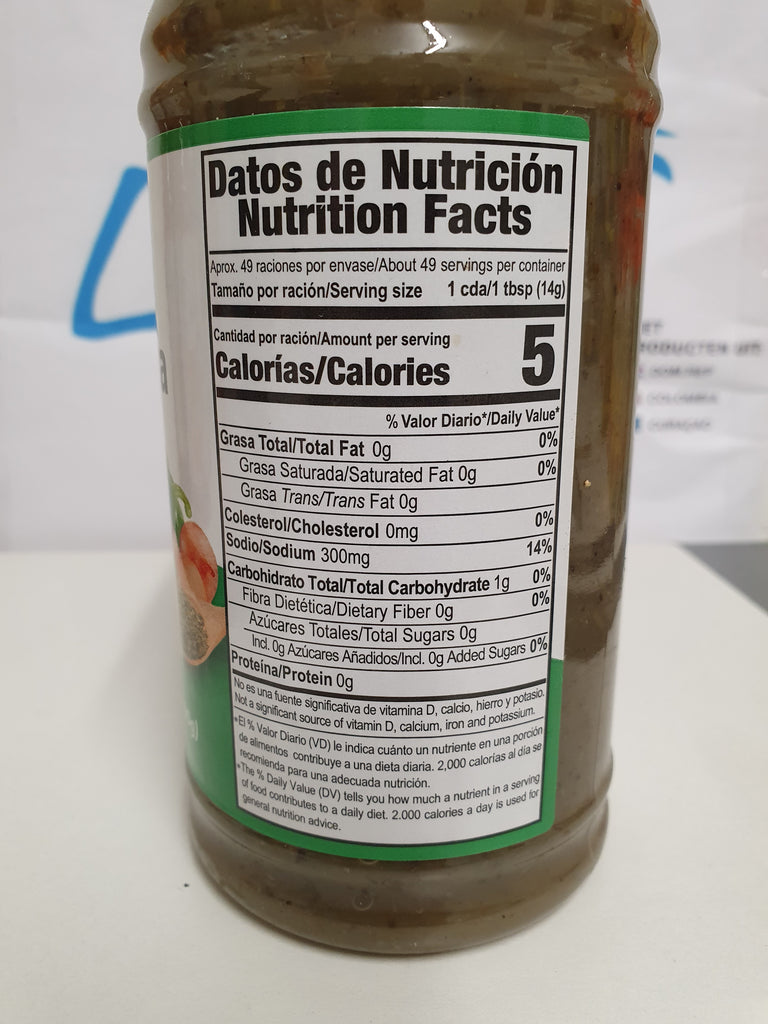 Datos de Nutrición
Nutrition Facts
Aprox. 49 raciones por envase/About 49 servings per container
Tamaño por ración/Serving size 1 cda/1 tbsp (14g)
Cantidad por ración/Amount per serving
Calorías/Calories 5
% Valor Diario*/Daily Value*
Grasa Total/Total Fat 0g 0%
Grasa Saturada/Saturated Fat 0g 0%
Grasa Trans/Trans Fat 0g
Colesterol/Cholesterol 0mg 0%
Sodio/Sodium 300mg 14%
Carbohidrato Total/Total Carbohydrate 1g 0%
Fibra Dietética/Dietary Fiber 0g 0%
Azúcares Totales/Total Sugars 0g
Incl. 0g Azúcares Añadidos/Incl. 0g Added Sugars 0%
Proteína/Protein 0g
No es una fuente significativa de vitamina D, calcio, hierro y potasio.
Not a significant source of vitamin D, calcium, iron and potassium.
*El % Valor Diario (VD) le indica cuánto un nutriente en una porción
de alimentos contribuye a una dieta diaria. 2,000 calorías al día se
recomienda para una adecuada nutrición.
*The % Daily Value (DV) tells you how much a nutrient in a serving
of food contributes to a daily diet. 2.000 calories a day is used for
general nutrition advice.
a
g)
ET
PRODUCTEN UIT
COLOMBIA
CURAÇAO